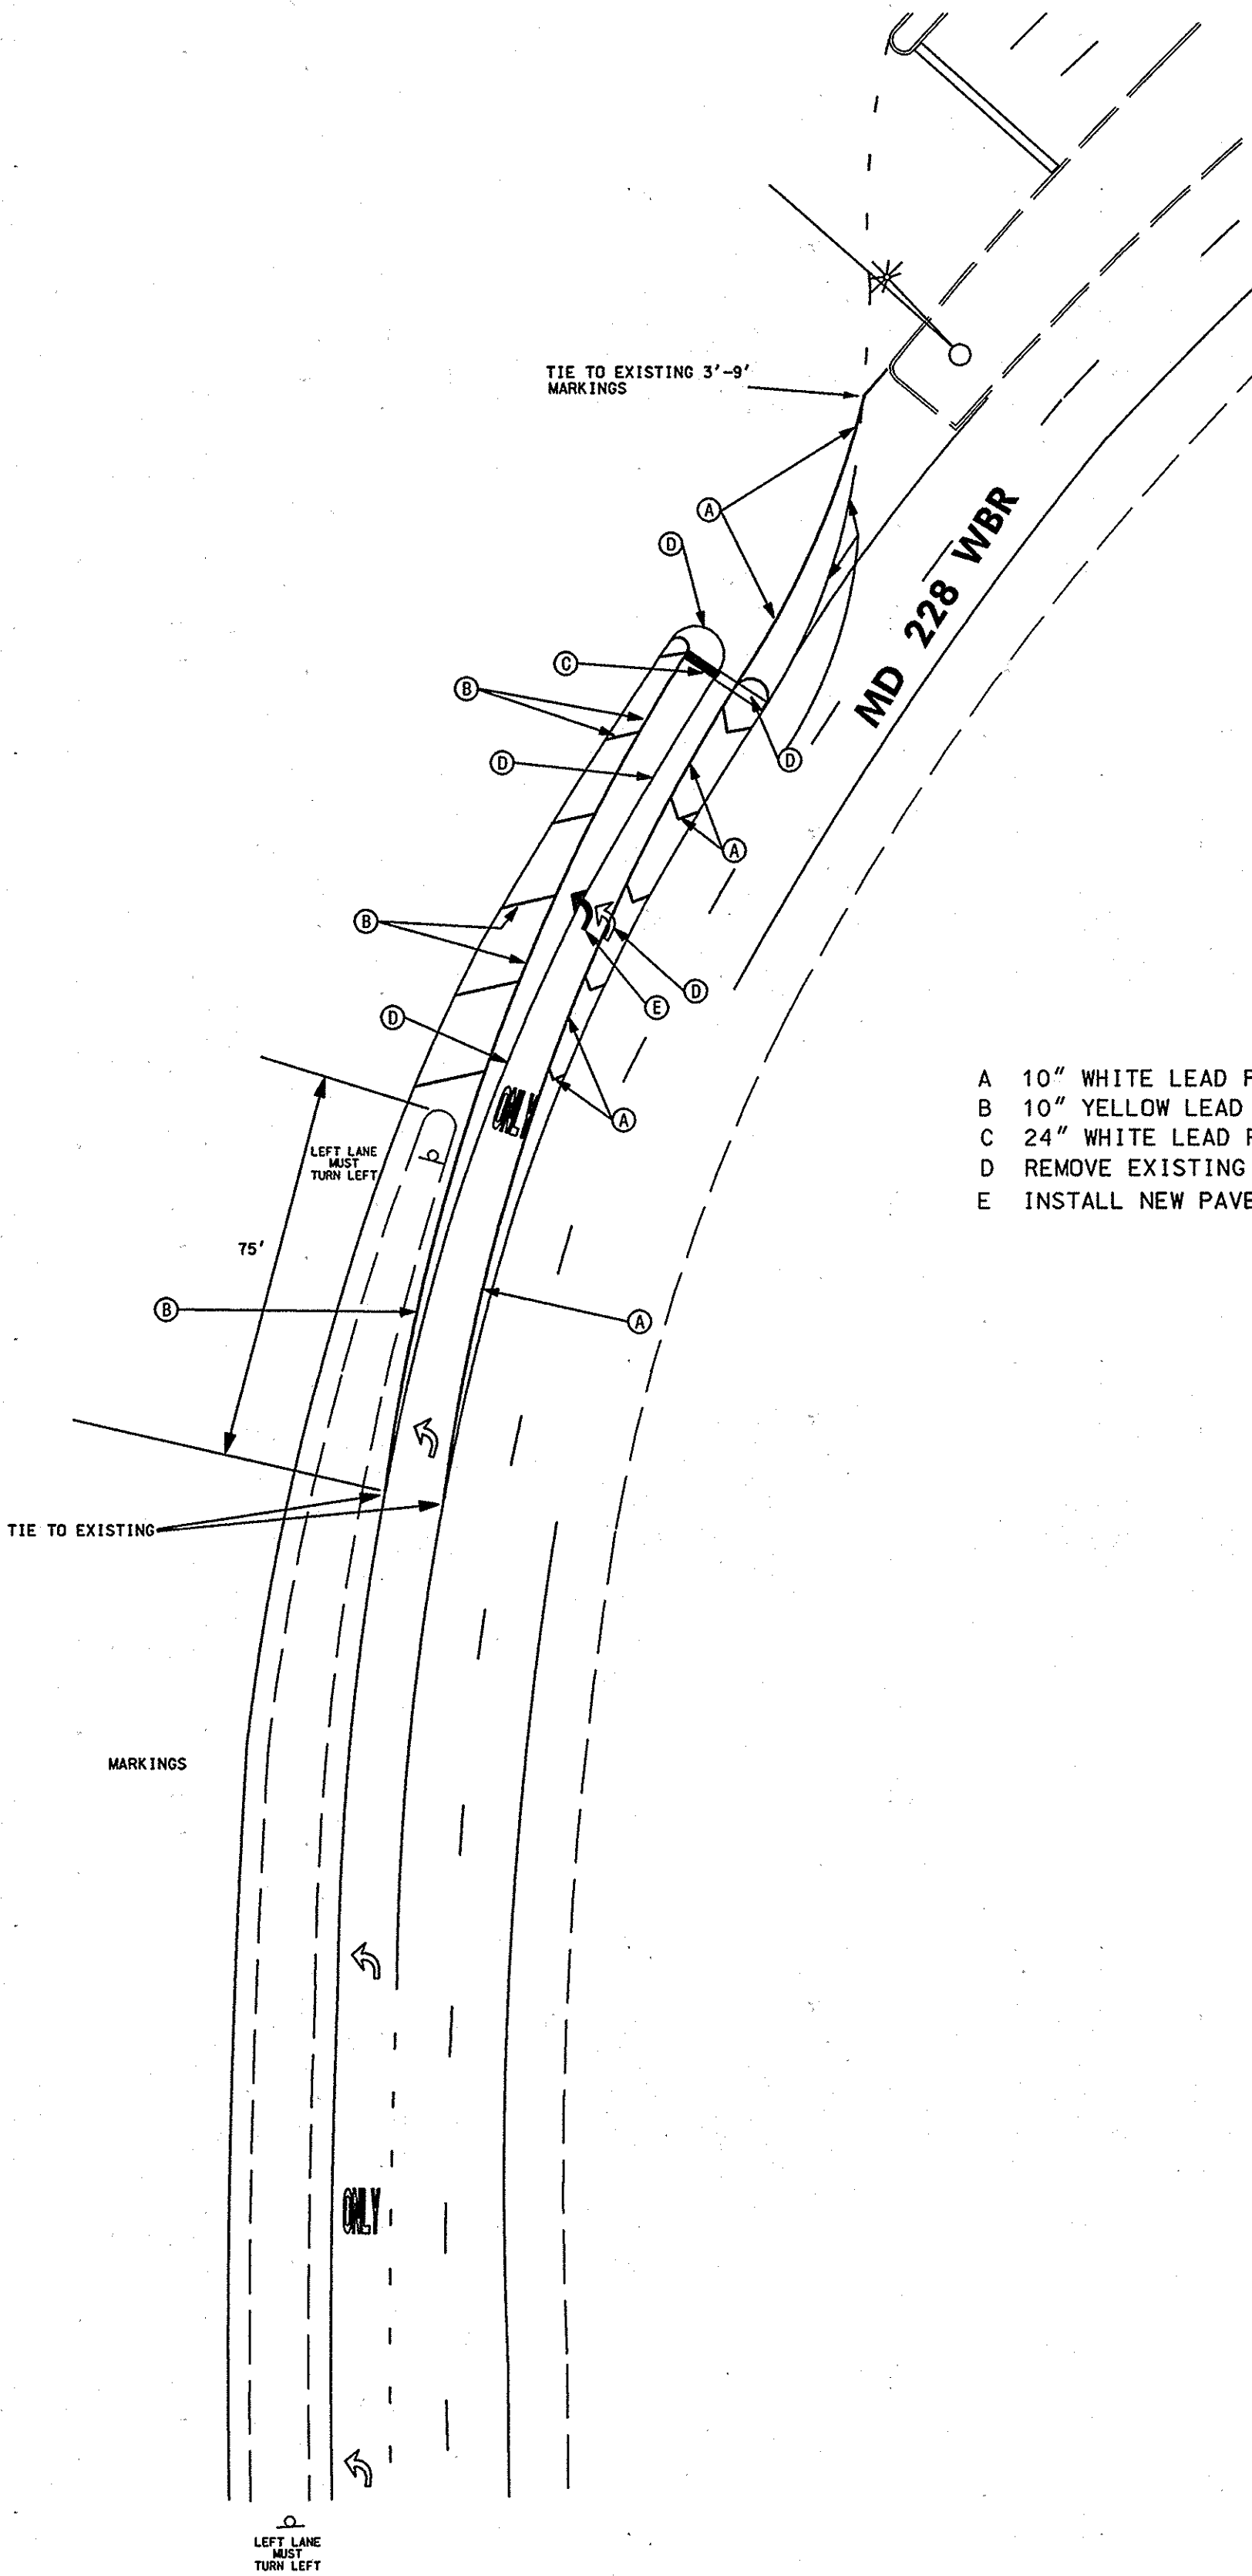 TIE TO EXISTING 3'-9'
MARKINGS
A
D
C
B
MD 228 WBR
D
D
A
B
D
E
D
A 10" WHITE LEAD
B 10" YELLOW LEAD
C 24" WHITE LEAD
D REMOVE EXISTING
E INSTALL NEW
ONLY
A
LEFT LANE
MUST
TURN LEFT
75'
B
A
TIE TO EXISTING
MARKINGS
ONLY
LEFT LANE
MUST
TURN LEFT